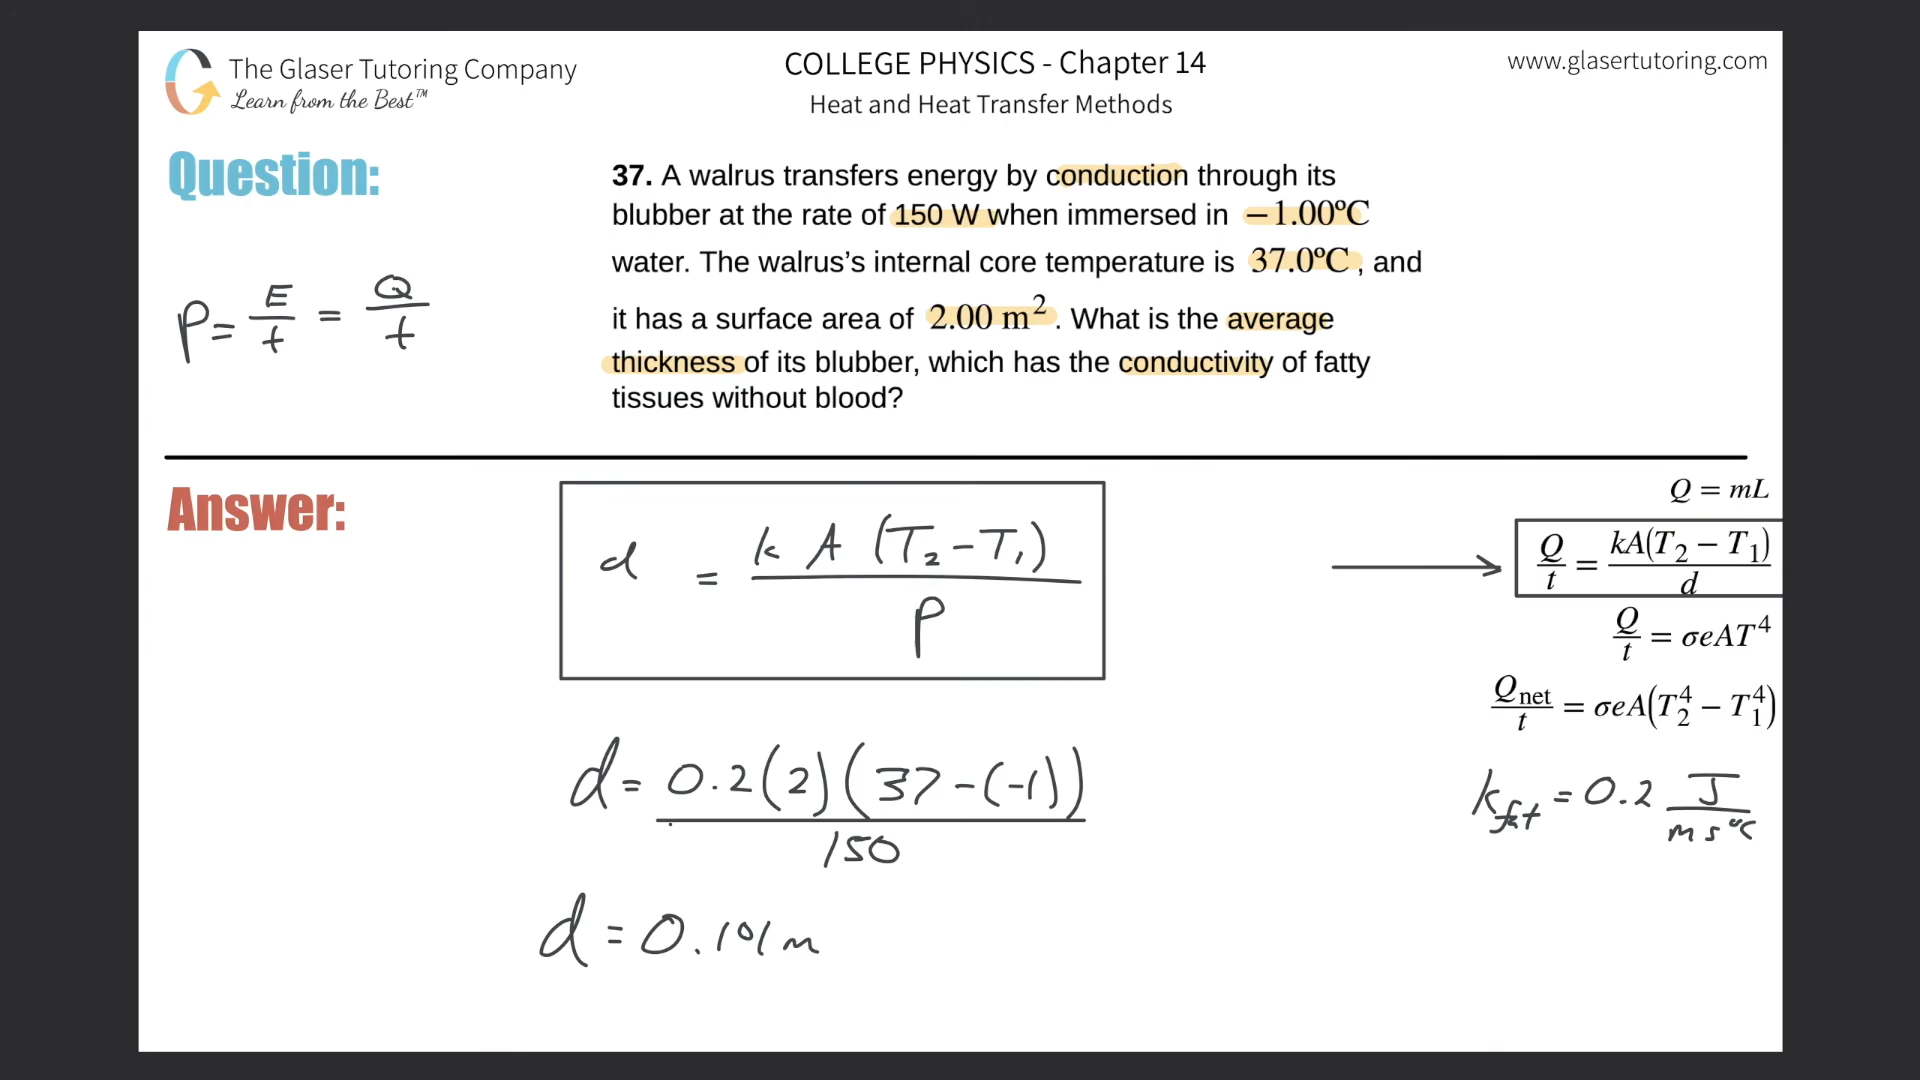 The Glaser Tutoring Company
Learn from the Best™
COLLEGE PHYSICS - Chapter 14
Heat and Heat Transfer Methods
www.glasertutoring.com
Question:
37. A walrus transfers energy by conduction through its
blubber at the rate of 150 W when immersed in −1.00ºC
water. The walrus’s internal core temperature is 37.0ºC, and
it has a surface area of 2.00 m². What is the average
thickness of its blubber, which has the conductivity of fatty
tissues without blood?
P = E/t = Q/t
Answer:
d = k A (T₂ - T₁) / P
d = 0.2(2)(37-(-1)) / 150
d = 0.101 m
Q = mL
Q/t = kA(T₂ − T₁)/d
Q/t = σeAT⁴
Qnet/t = σeA(T₂⁴ − T₁⁴)
kfat = 0.2 J/m s °C